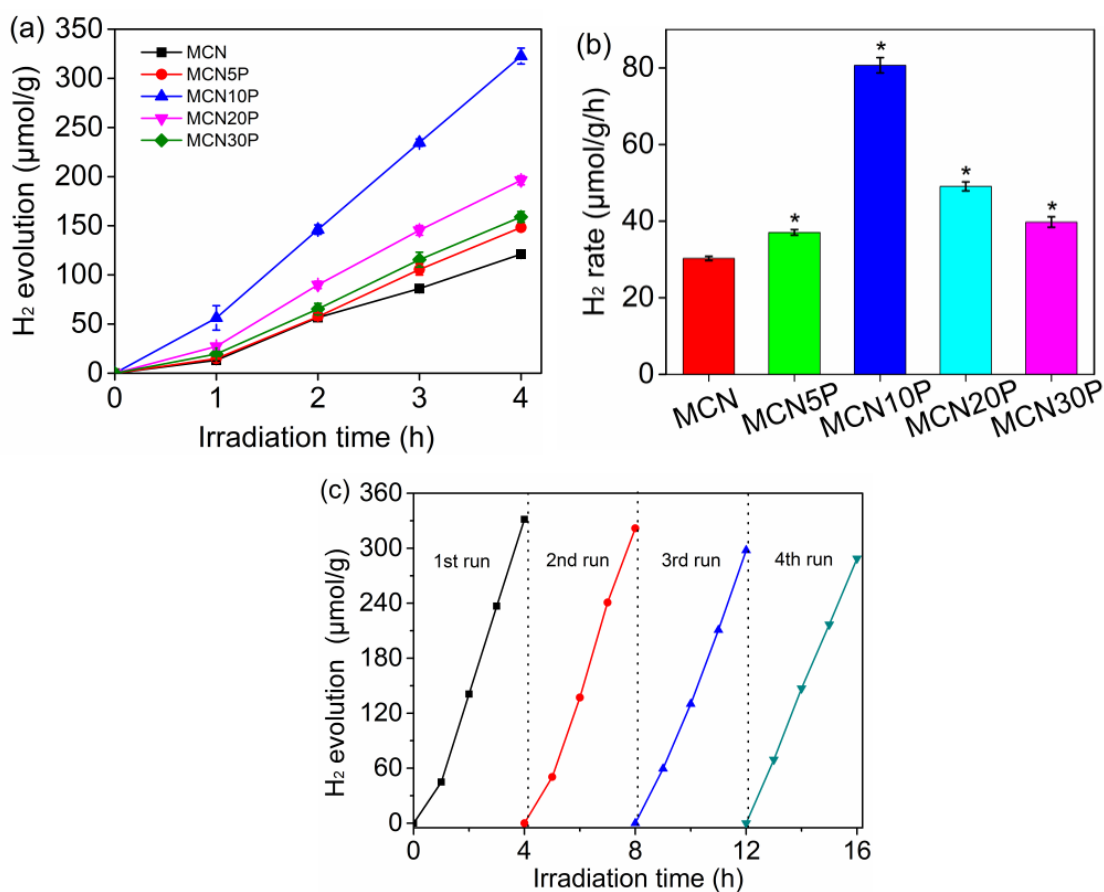 (a)
H₂ evolution (μmol/g)
350
300
250
200
150
100
50
0
MCN
MCN5P
MCN10P
MCN20P
MCN30P
0 1 2 3 4
Irradiation time (h)
(b)
H₂ rate (μmol/g/h)
80
60
40
20
0
* * * *
MCN MCN5P MCN10P MCN20P MCN30P
(c)
H₂ evolution (μmol/g)
360
300
240
180
120
60
0
1st run 2nd run 3rd run 4th run
0 4 8 12 16
Irradiation time (h)